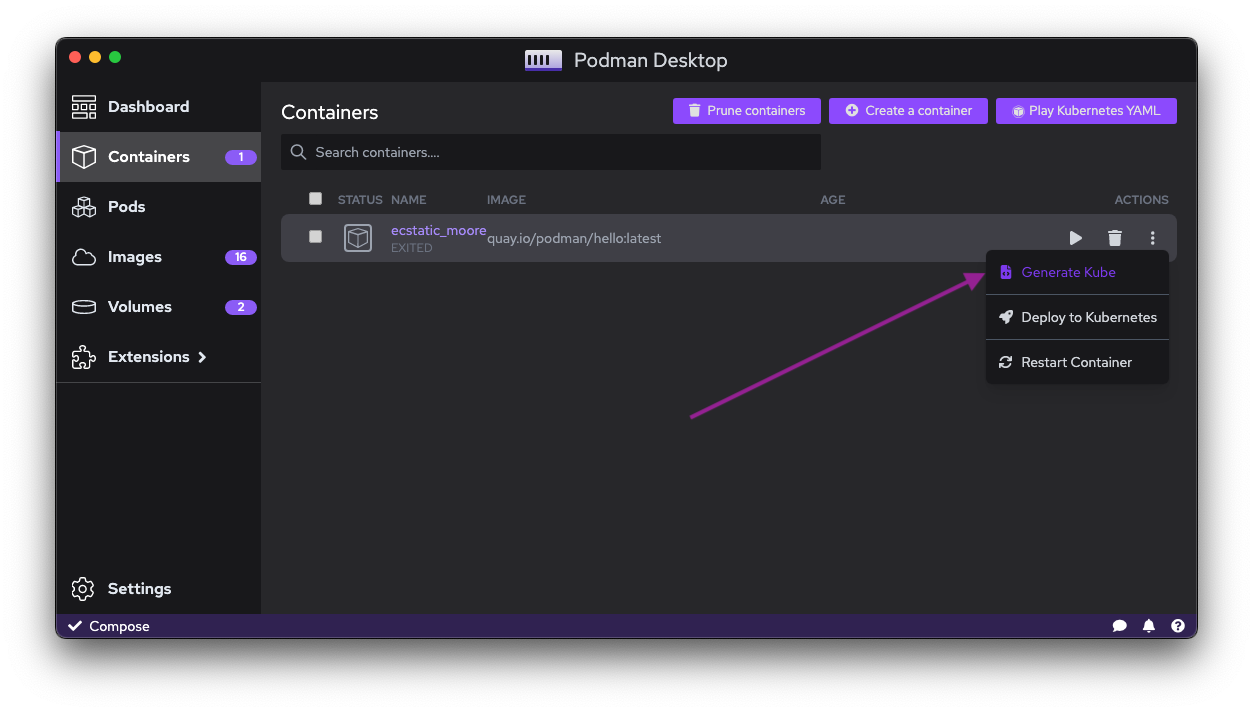 Podman Desktop
Dashboard
Containers 1
Pods
Images 16
Volumes 2
Extensions
Settings
Containers
Prune containers
Create a container
Play Kubernetes YAML
Search containers....
STATUS NAME IMAGE AGE ACTIONS
ecstatic_moore quay.io/podman/hello:latest
EXITED
Generate Kube
Deploy to Kubernetes
Restart Container
Compose